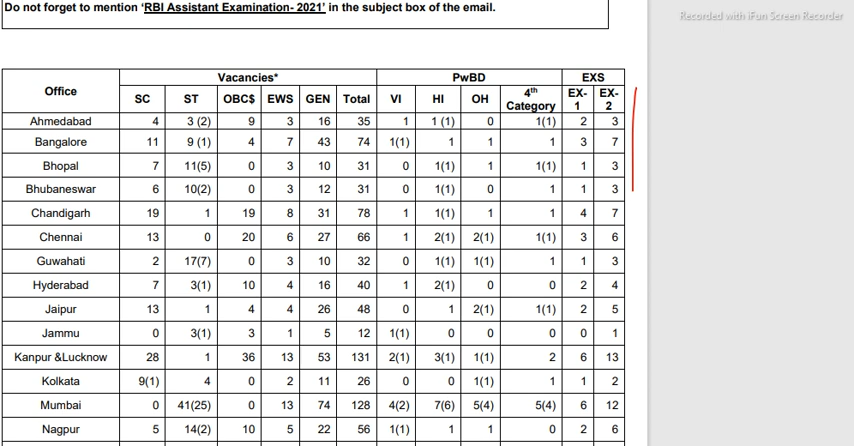 Do not forget to mention ‘RBI Assistant Examination- 2021’ in the subject box of the email.
Recorded with iFun Screen Recorder
Office Vacancies* PwBD EXS
SC ST OBC$ EWS GEN Total VI HI OH 4th Category EX-1 EX-2
Ahmedabad 4 3 (2) 9 3 16 35 1 1 (1) 0 1(1) 2 3
Bangalore 11 9 (1) 4 7 43 74 1(1) 1 1 1 3 7
Bhopal 7 11(5) 0 3 10 31 0 1(1) 1 1(1) 1 3
Bhubaneswar 6 10(2) 0 3 12 31 0 1(1) 0 1 1 3
Chandigarh 19 1 19 8 31 78 1 1(1) 1 1 4 7
Chennai 13 0 20 6 27 66 1 2(1) 2(1) 1(1) 3 6
Guwahati 2 17(7) 0 3 10 32 0 1(1) 1(1) 1 1 3
Hyderabad 7 3(1) 10 4 16 40 1 2(1) 0 0 2 4
Jaipur 13 1 4 4 26 48 0 1 2(1) 1(1) 2 5
Jammu 0 3(1) 3 1 5 12 1(1) 0 0 0 0 1
Kanpur &Lucknow 28 1 36 13 53 131 2(1) 3(1) 1(1) 2 6 13
Kolkata 9(1) 4 0 2 11 26 0 0 1(1) 1 1 2
Mumbai 0 41(25) 0 13 74 128 4(2) 7(6) 5(4) 5(4) 6 12
Nagpur 5 14(2) 10 5 22 56 1(1) 1 1 0 2 6